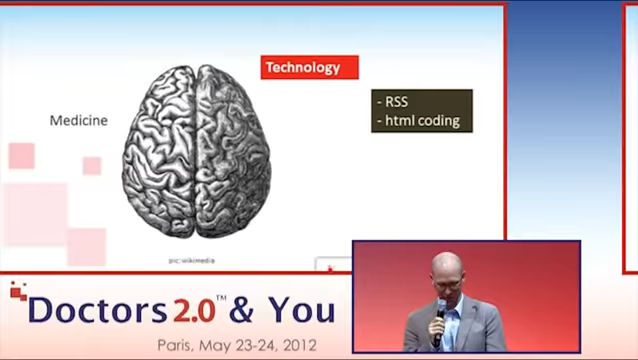 Technology
- RSS
- html coding
Medicine
pic: wikimedia
Doctors 2.0™ & You
Paris, May 23-24, 2012